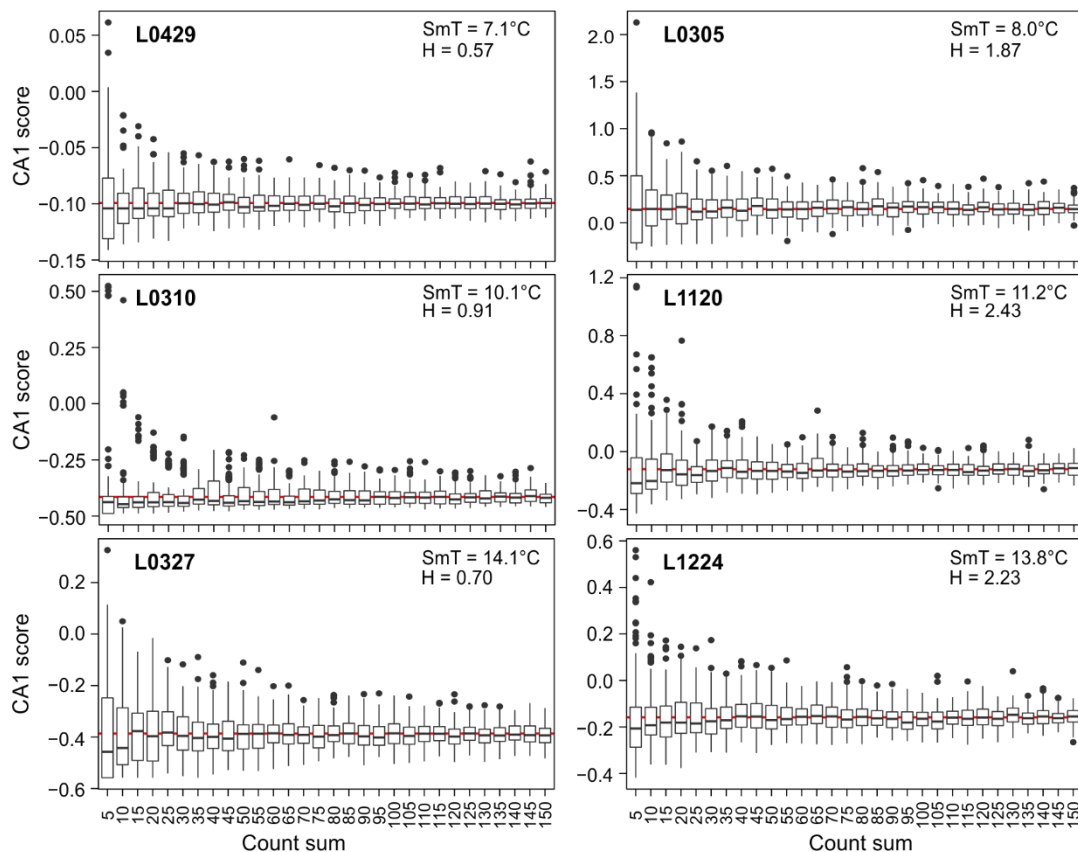 L0429
SmT = 7.1°C
H = 0.57
0.05
0.00
−0.05
−0.10
−0.15
CA1 score
L0305
SmT = 8.0°C
H = 1.87
2.0
1.5
1.0
0.5
0.0
L0310
SmT = 10.1°C
H = 0.91
0.50
0.25
0.00
−0.25
−0.50
CA1 score
L1120
SmT = 11.2°C
H = 2.43
1.2
0.8
0.4
0.0
−0.4
L0327
SmT = 14.1°C
H = 0.70
0.2
0.0
−0.2
−0.4
−0.6
CA1 score
L1224
SmT = 13.8°C
H = 2.23
0.6
0.4
0.2
0.0
−0.2
−0.4
5 10 15 20 25 30 35 40 45 50 55 60 65 70 75 80 85 90 95 100 105 110 115 120 125 130 135 140 145 150
Count sum
5 10 15 20 25 30 35 40 45 50 55 60 65 70 75 80 85 90 95 100 105 110 115 120 125 130 135 140 145 150
Count sum